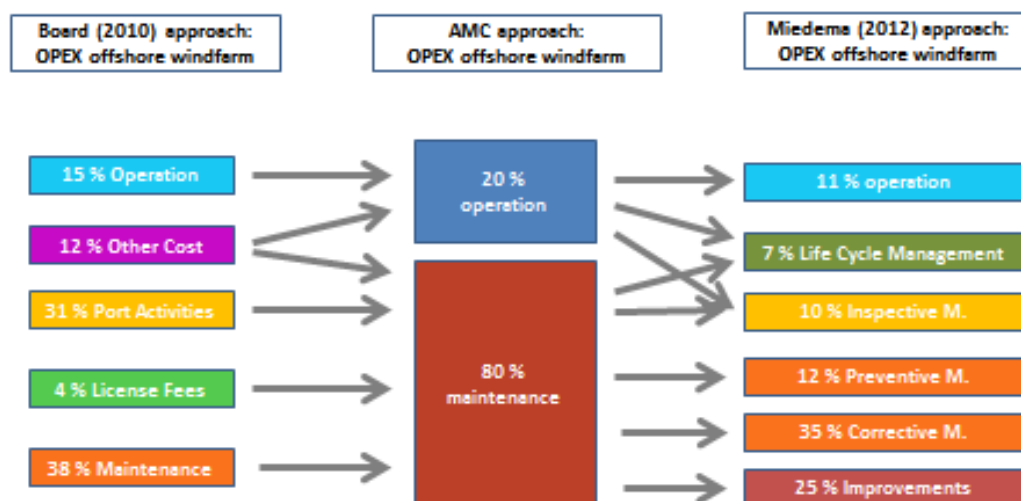 Board (2010) approach:
OPEX offshore windfarm
AMC approach:
OPEX offshore windfarm
Miedema (2012) approach:
OPEX offshore windfarm
15 % Operation
12 % Other Cost
31 % Port Activities
4 % License Fees
38 % Maintenance
20 %
operation
80 %
maintenance
11 % operation
7 % Life Cycle Management
10 % Inspective M.
12 % Preventive M.
35 % Corrective M.
25 % Improvements